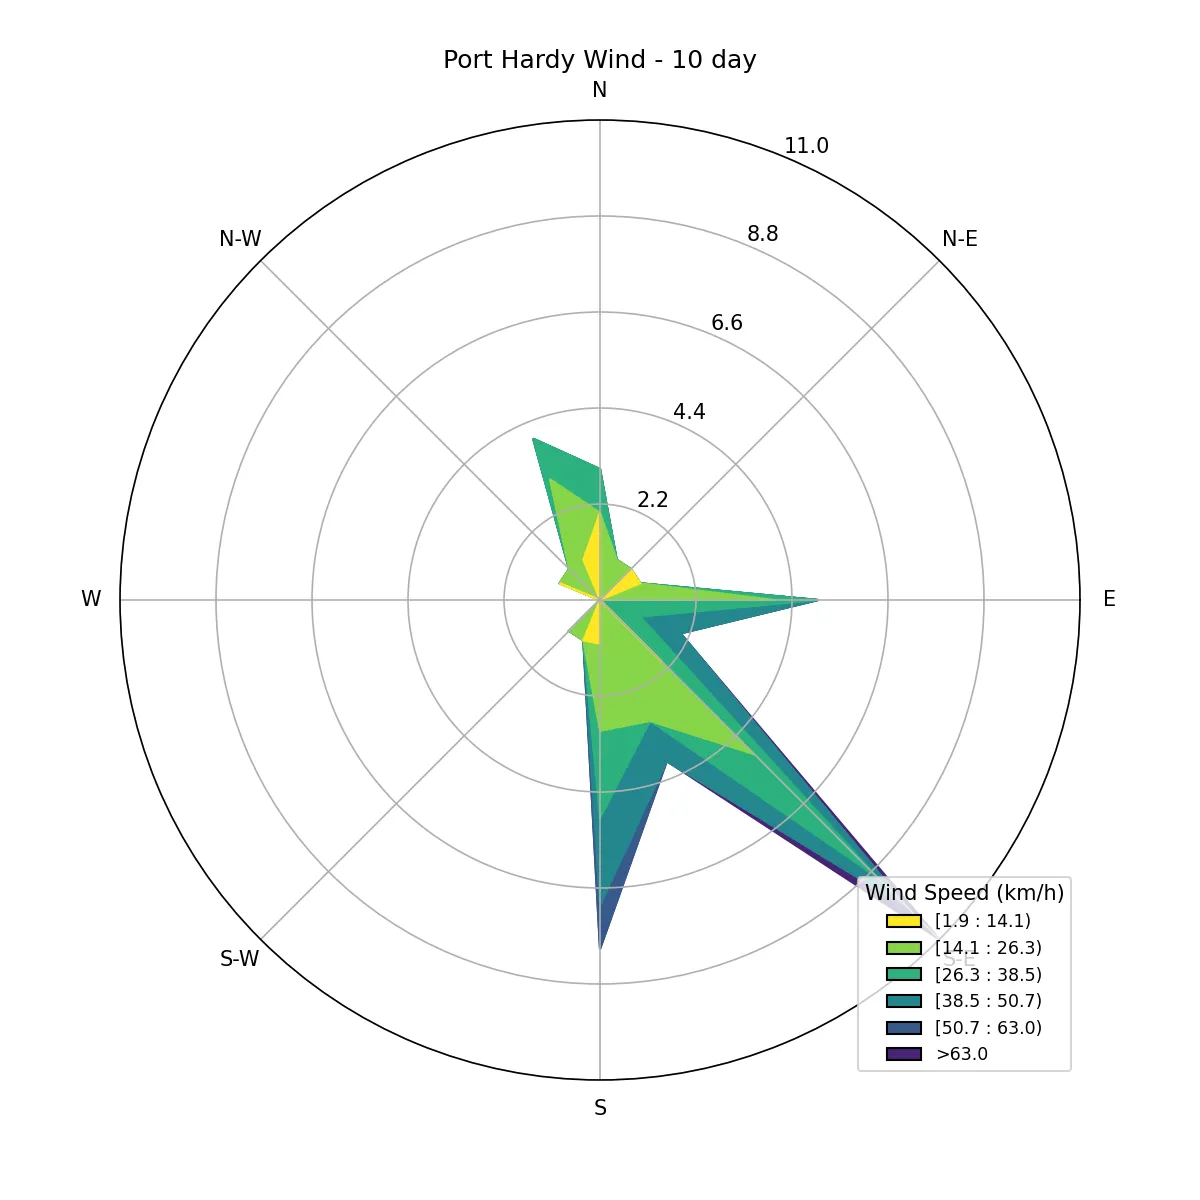 Port Hardy Wind - 10 day
N
11.0
N-W
8.8
N-E
6.6
4.4
2.2
W
E
Wind Speed (km/h)
[1.9 : 14.1)
[14.1 : 26.3)
S-W
S-E
[26.3 : 38.5)
[38.5 : 50.7)
[50.7 : 63.0)
>63.0
S